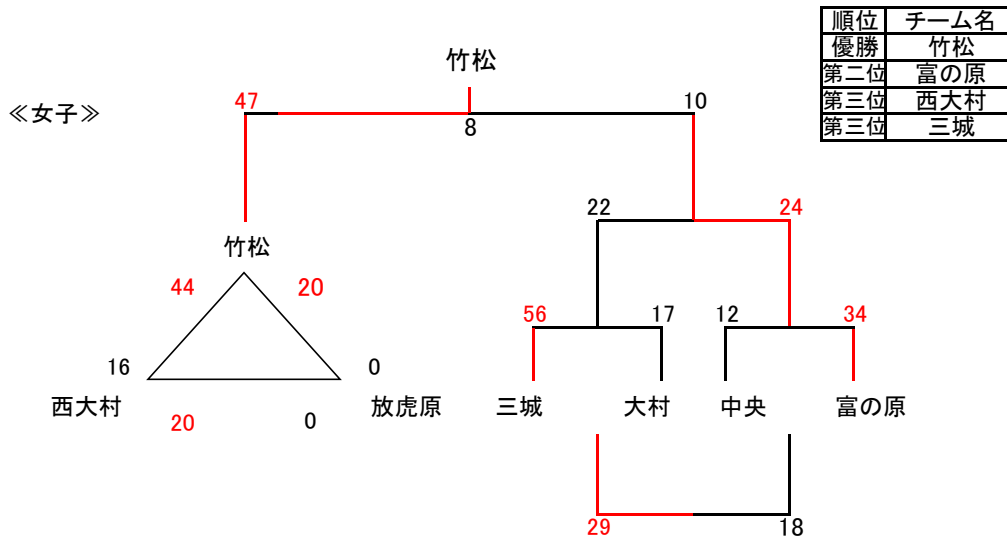 順位 チーム名
優勝 竹松
第二位 富の原
第三位 西大村
第三位 三城
竹松
≪女子≫
47 10
8
22 24
竹松
44 20
56 17 12 34
16 0
西大村 放虎原 三城 大村 中央 富の原
20 0
29 18